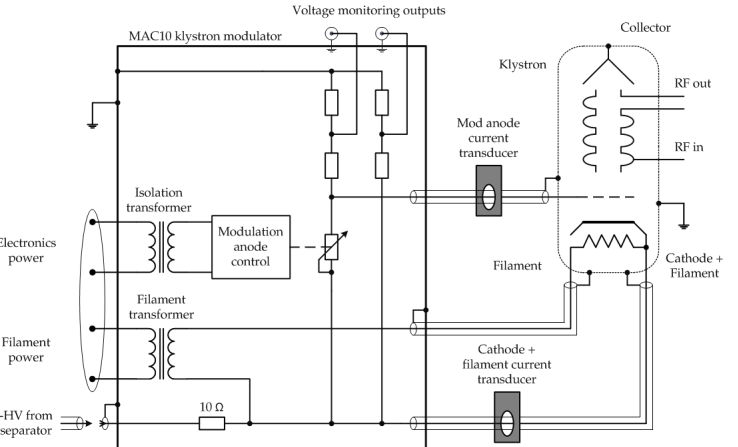 Voltage monitoring outputs
MAC10 klystron modulator
Collector
Klystron
RF out
Mod anode
current
transducer
RF in
Isolation
transformer
Modulation
anode
control
power
Filament
Cathode +
Filament
Filament
transformer
Filament
power
Cathode +
filament current
transducer
10 Ω
-HV from
separator